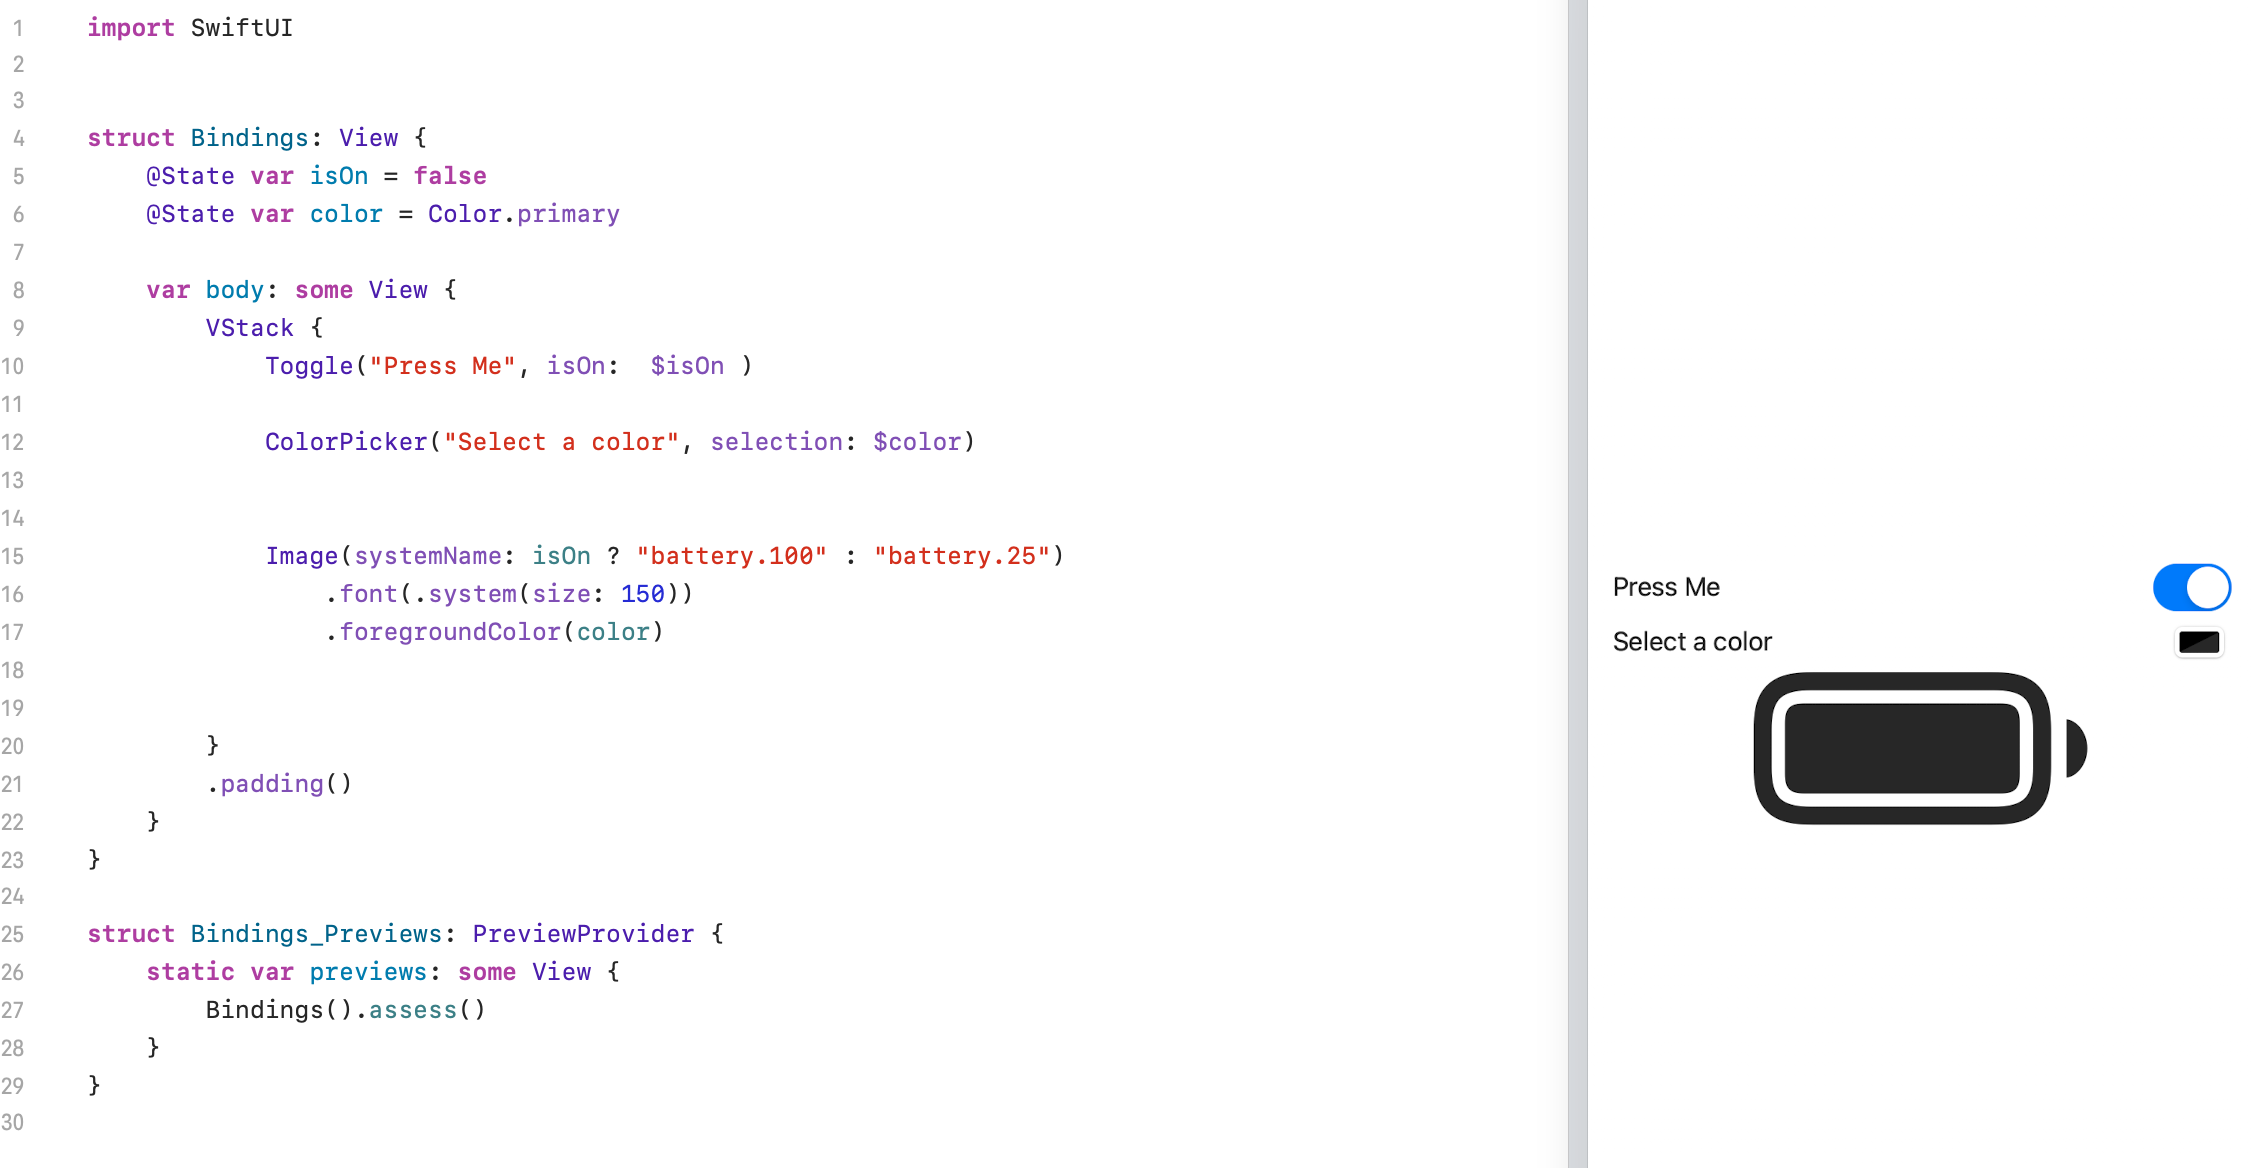 1 import SwiftUI
2
3
4 struct Bindings: View {
5     @State var isOn = false
6     @State var color = Color.primary
7
8     var body: some View {
9         VStack {
10             Toggle("Press Me", isOn:  $isOn )
11
12             ColorPicker("Select a color", selection: $color)
13
14
15             Image(systemName: isOn ? "battery.100" : "battery.25")
16                 .font(.system(size: 150))
17                 .foregroundColor(color)
18
19
20         }
21         .padding()
22     }
23 }
24
25 struct Bindings_Previews: PreviewProvider {
26     static var previews: some View {
27         Bindings().assess()
28     }
29 }
30
Press Me
Select a color